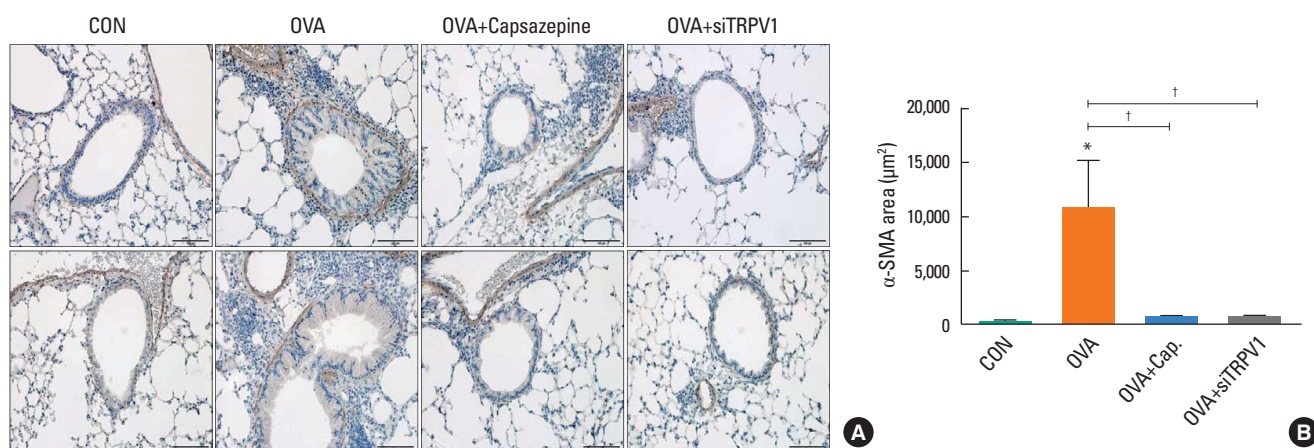 CON OVA OVA+Capsazepine OVA+siTRPV1
A
α-SMA area (µm²)
20,000
15,000
10,000
5,000
0
†
†
*
CON
OVA
OVA+Cap.
OVA+siTRPV1
B